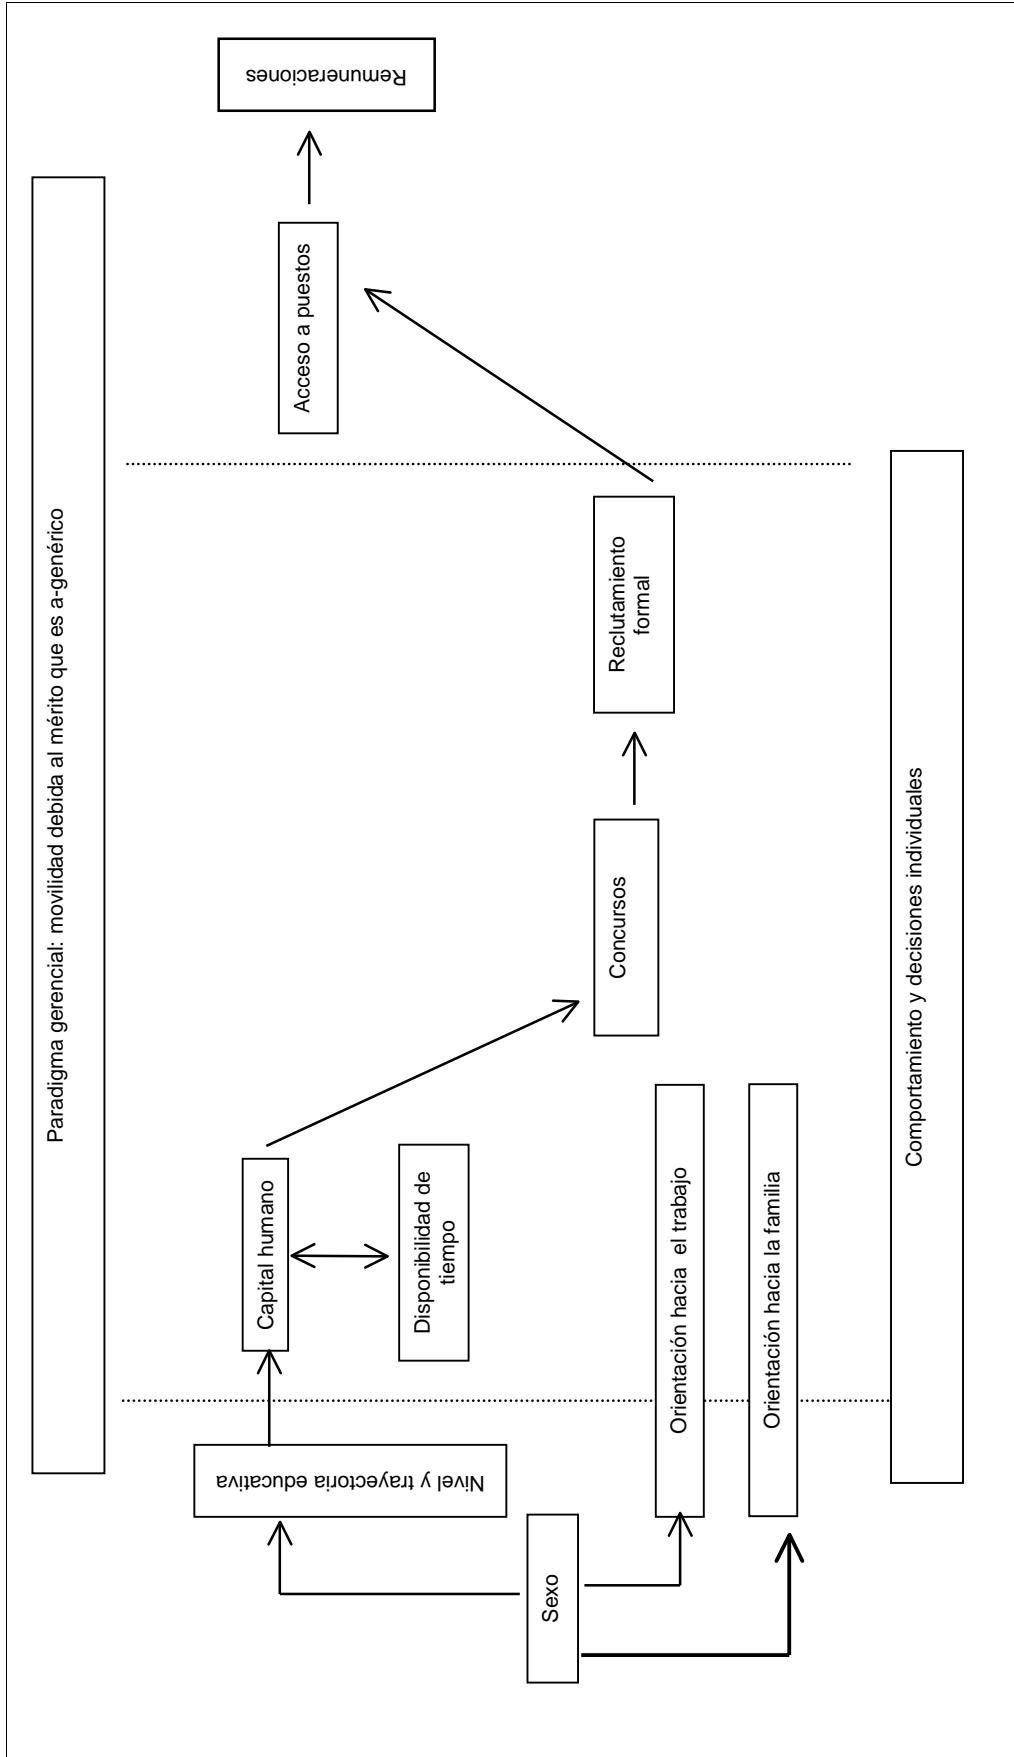 Paradigma gerencial: movilidad debida al mérito que es a-genérico
Remuneraciones
Acceso a puestos
Nivel y trayectoria educativa
Capital humano
Disponibilidad de
tiempo
Sexo
Concursos
Reclutamiento
formal
Orientación hacia el trabajo
Orientación hacia la familia
Comportamiento y decisiones individuales